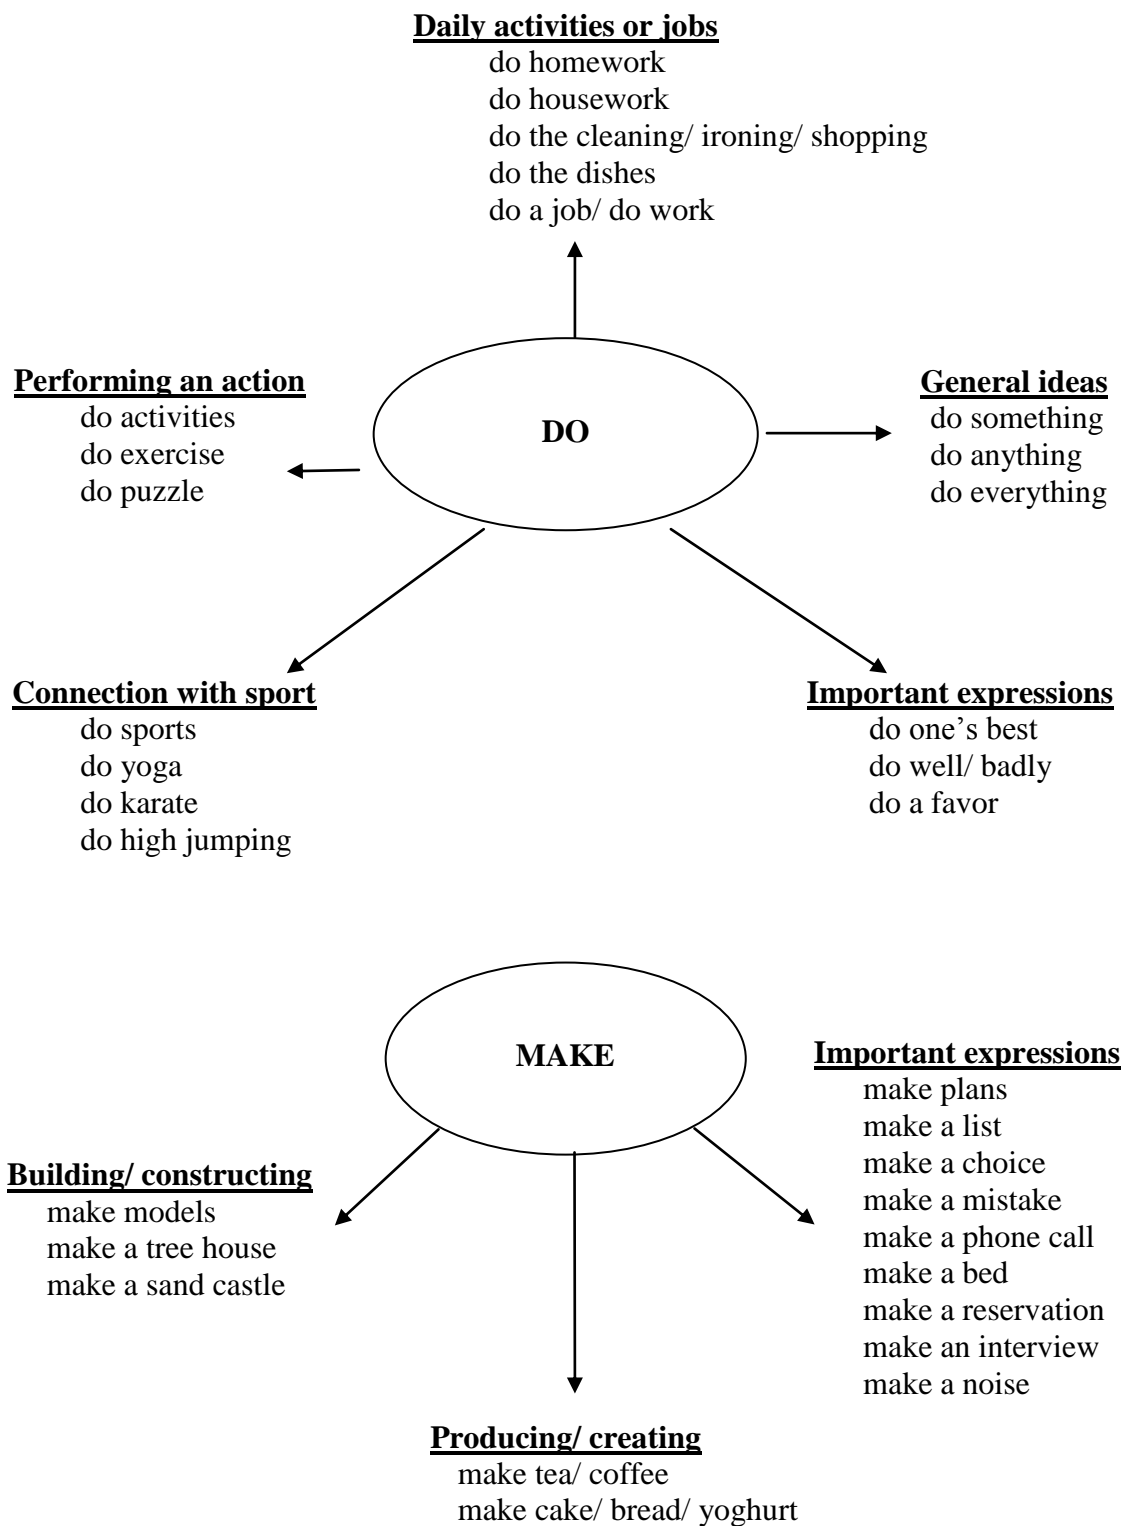 Daily activities or jobs
do homework
do housework
do the cleaning/ ironing/ shopping
do the dishes
do a job/ do work
Performing an action
do activities
do exercise
do puzzle
DO
General ideas
do something
do anything
do everything
Connection with sport
do sports
do yoga
do karate
do high jumping
Important expressions
do one’s best
do well/ badly
do a favor
MAKE
Building/ constructing
make models
make a tree house
make a sand castle
Important expressions
make plans
make a list
make a choice
make a mistake
make a phone call
make a bed
make a reservation
make an interview
make a noise
Producing/ creating
make tea/ coffee
make cake/ bread/ yoghurt